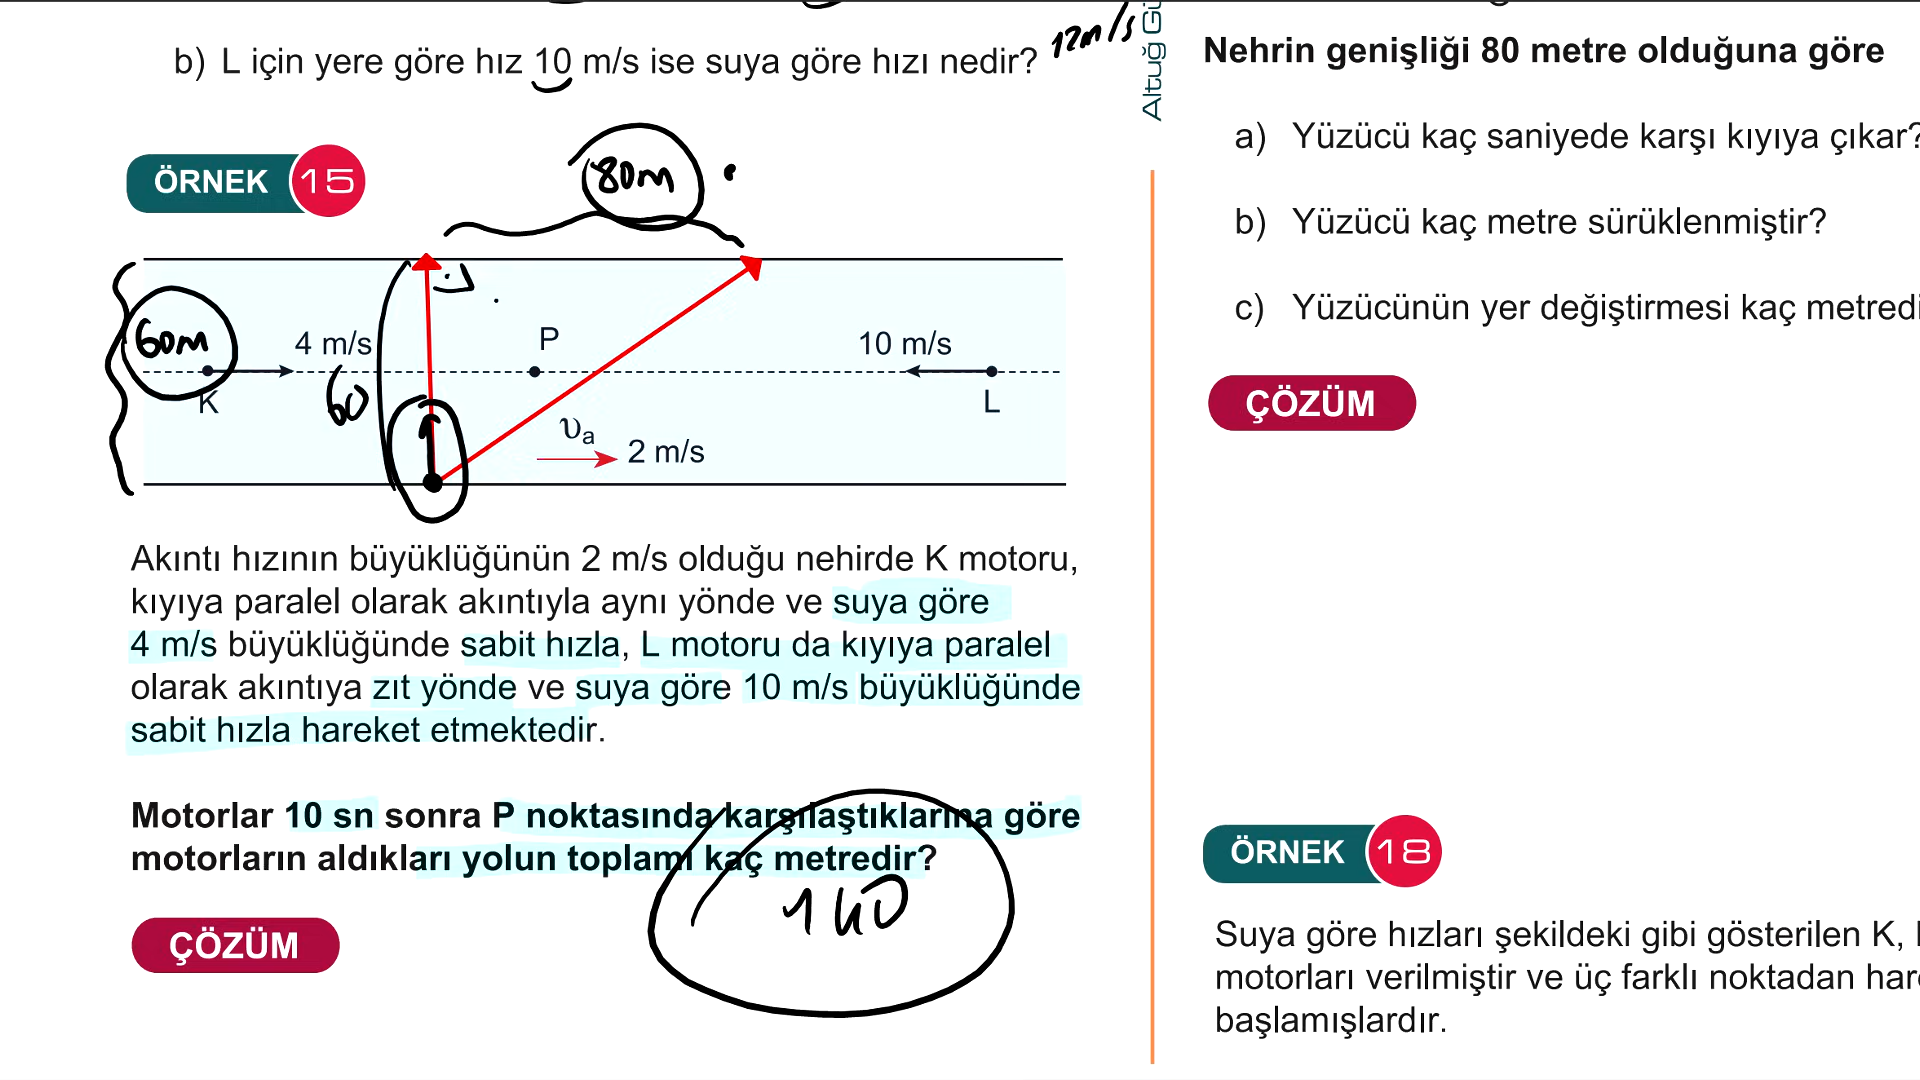 b) L için yere göre hız 10 m/s ise suya göre hızı nedir?
12m/s
ÖRNEK 15
80m
60m
4 m/s
P
10 m/s
K
60
L
υa
2 m/s
Akıntı hızının büyüklüğünün 2 m/s olduğu nehirde K motoru,
kıyıya paralel olarak akıntıyla aynı yönde ve suya göre
4 m/s büyüklüğünde sabit hızla, L motoru da kıyıya paralel
olarak akıntıya zıt yönde ve suya göre 10 m/s büyüklüğünde
sabit hızla hareket etmektedir.
Motorlar 10 sn sonra P noktasında karşılaştıklarına göre
motorların aldıkları yolun toplamı kaç metredir?
140
ÇÖZÜM
Altuğ Gü
Nehrin genişliği 80 metre olduğuna göre
a) Yüzücü kaç saniyede karşı kıyıya çıkar?
b) Yüzücü kaç metre sürüklenmiştir?
c) Yüzücünün yer değiştirmesi kaç metredi
ÇÖZÜM
ÖRNEK 18
Suya göre hızları şekildeki gibi gösterilen K,
motorları verilmiştir ve üç farklı noktadan har
başlamışlardır.